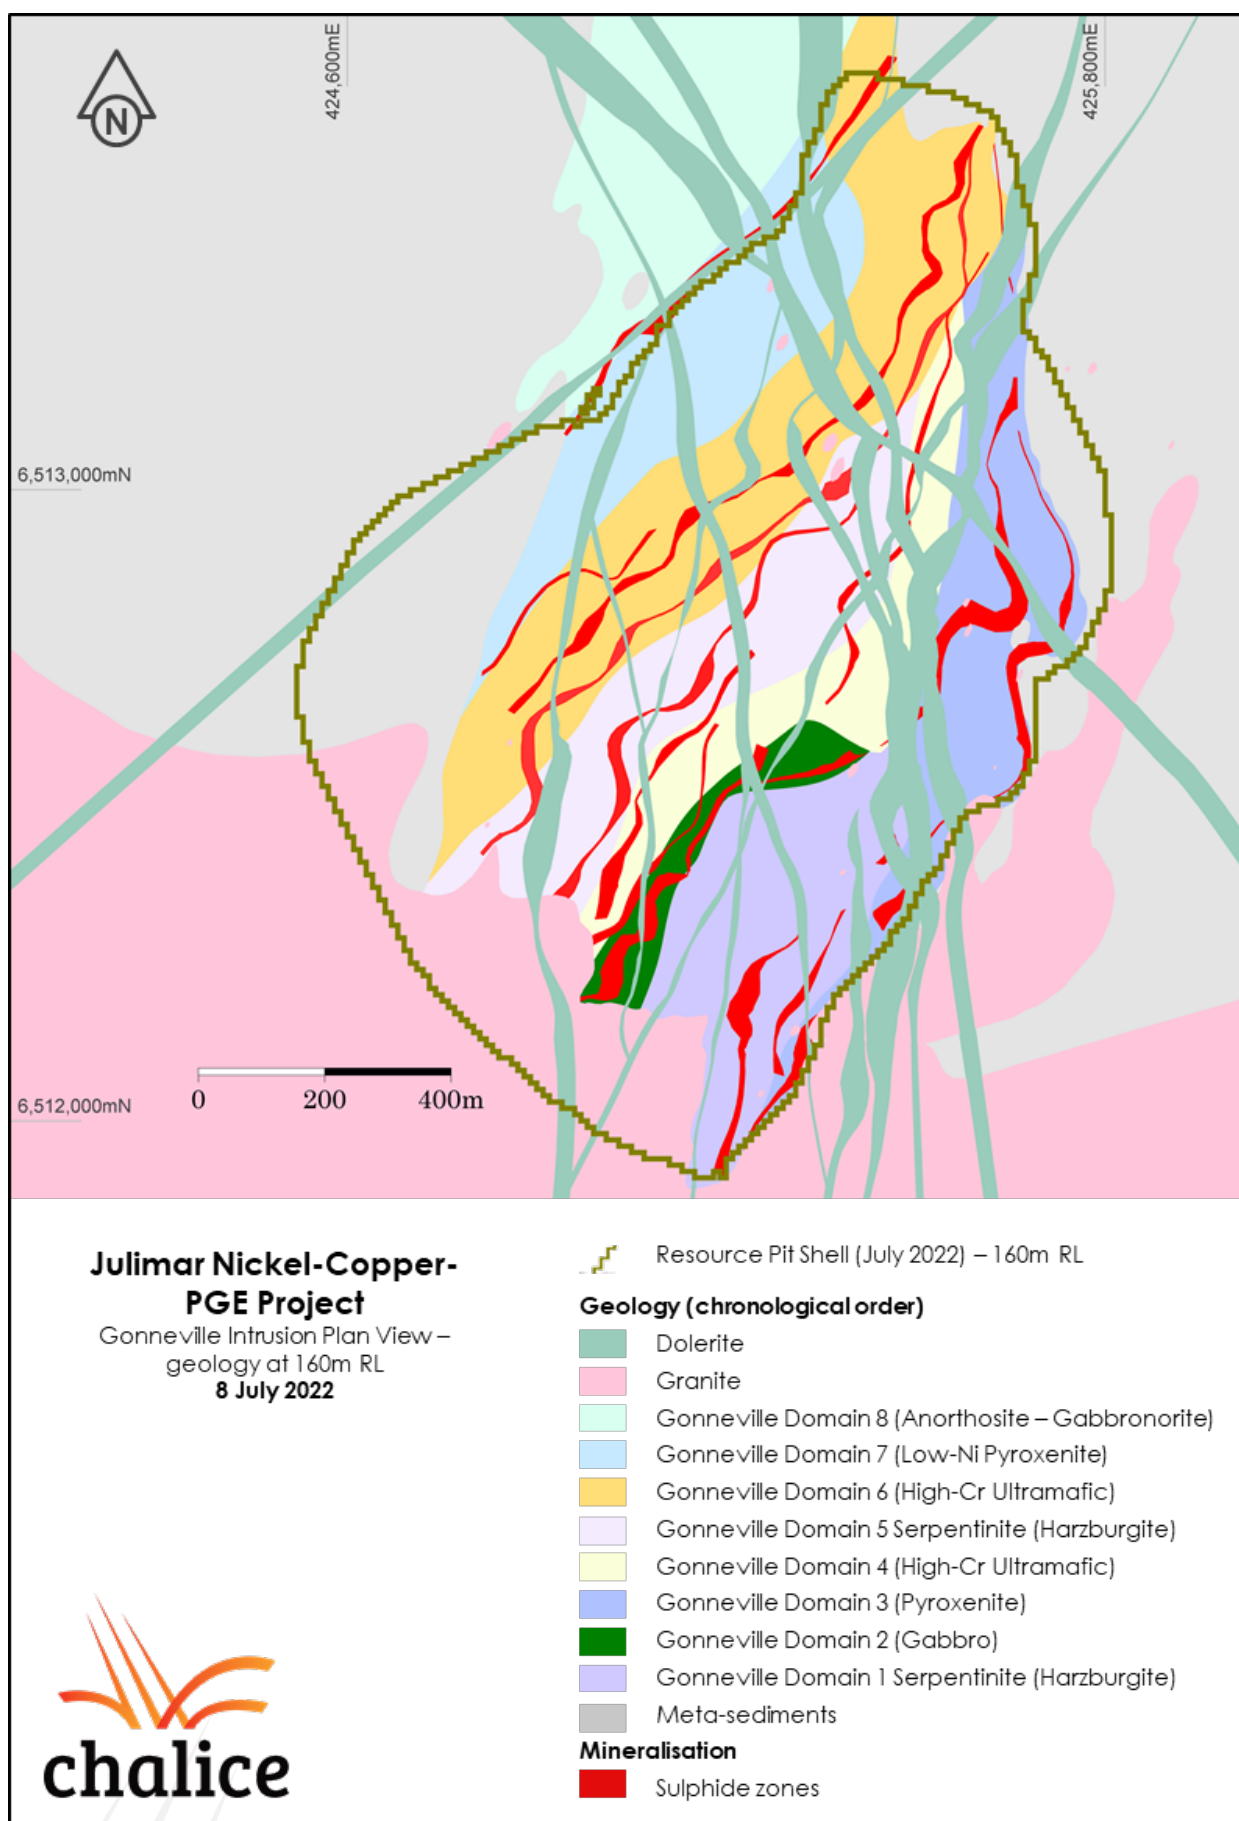 424,600mE
425,800mE
N
6,513,000mN
6,512,000mN
0 200 400m
Julimar Nickel-Copper-
PGE Project
Gonneville Intrusion Plan View –
geology at 160m RL
8 July 2022
Resource Pit Shell (July 2022) – 160m RL
Geology (chronological order)
Dolerite
Granite
Gonneville Domain 8 (Anorthosite – Gabbronorite)
Gonneville Domain 7 (Low-Ni Pyroxenite)
Gonneville Domain 6 (High-Cr Ultramafic)
Gonneville Domain 5 Serpentinite (Harzburgite)
Gonneville Domain 4 (High-Cr Ultramafic)
Gonneville Domain 3 (Pyroxenite)
Gonneville Domain 2 (Gabbro)
Gonneville Domain 1 Serpentinite (Harzburgite)
Meta-sediments
Mineralisation
Sulphide zones
chalice